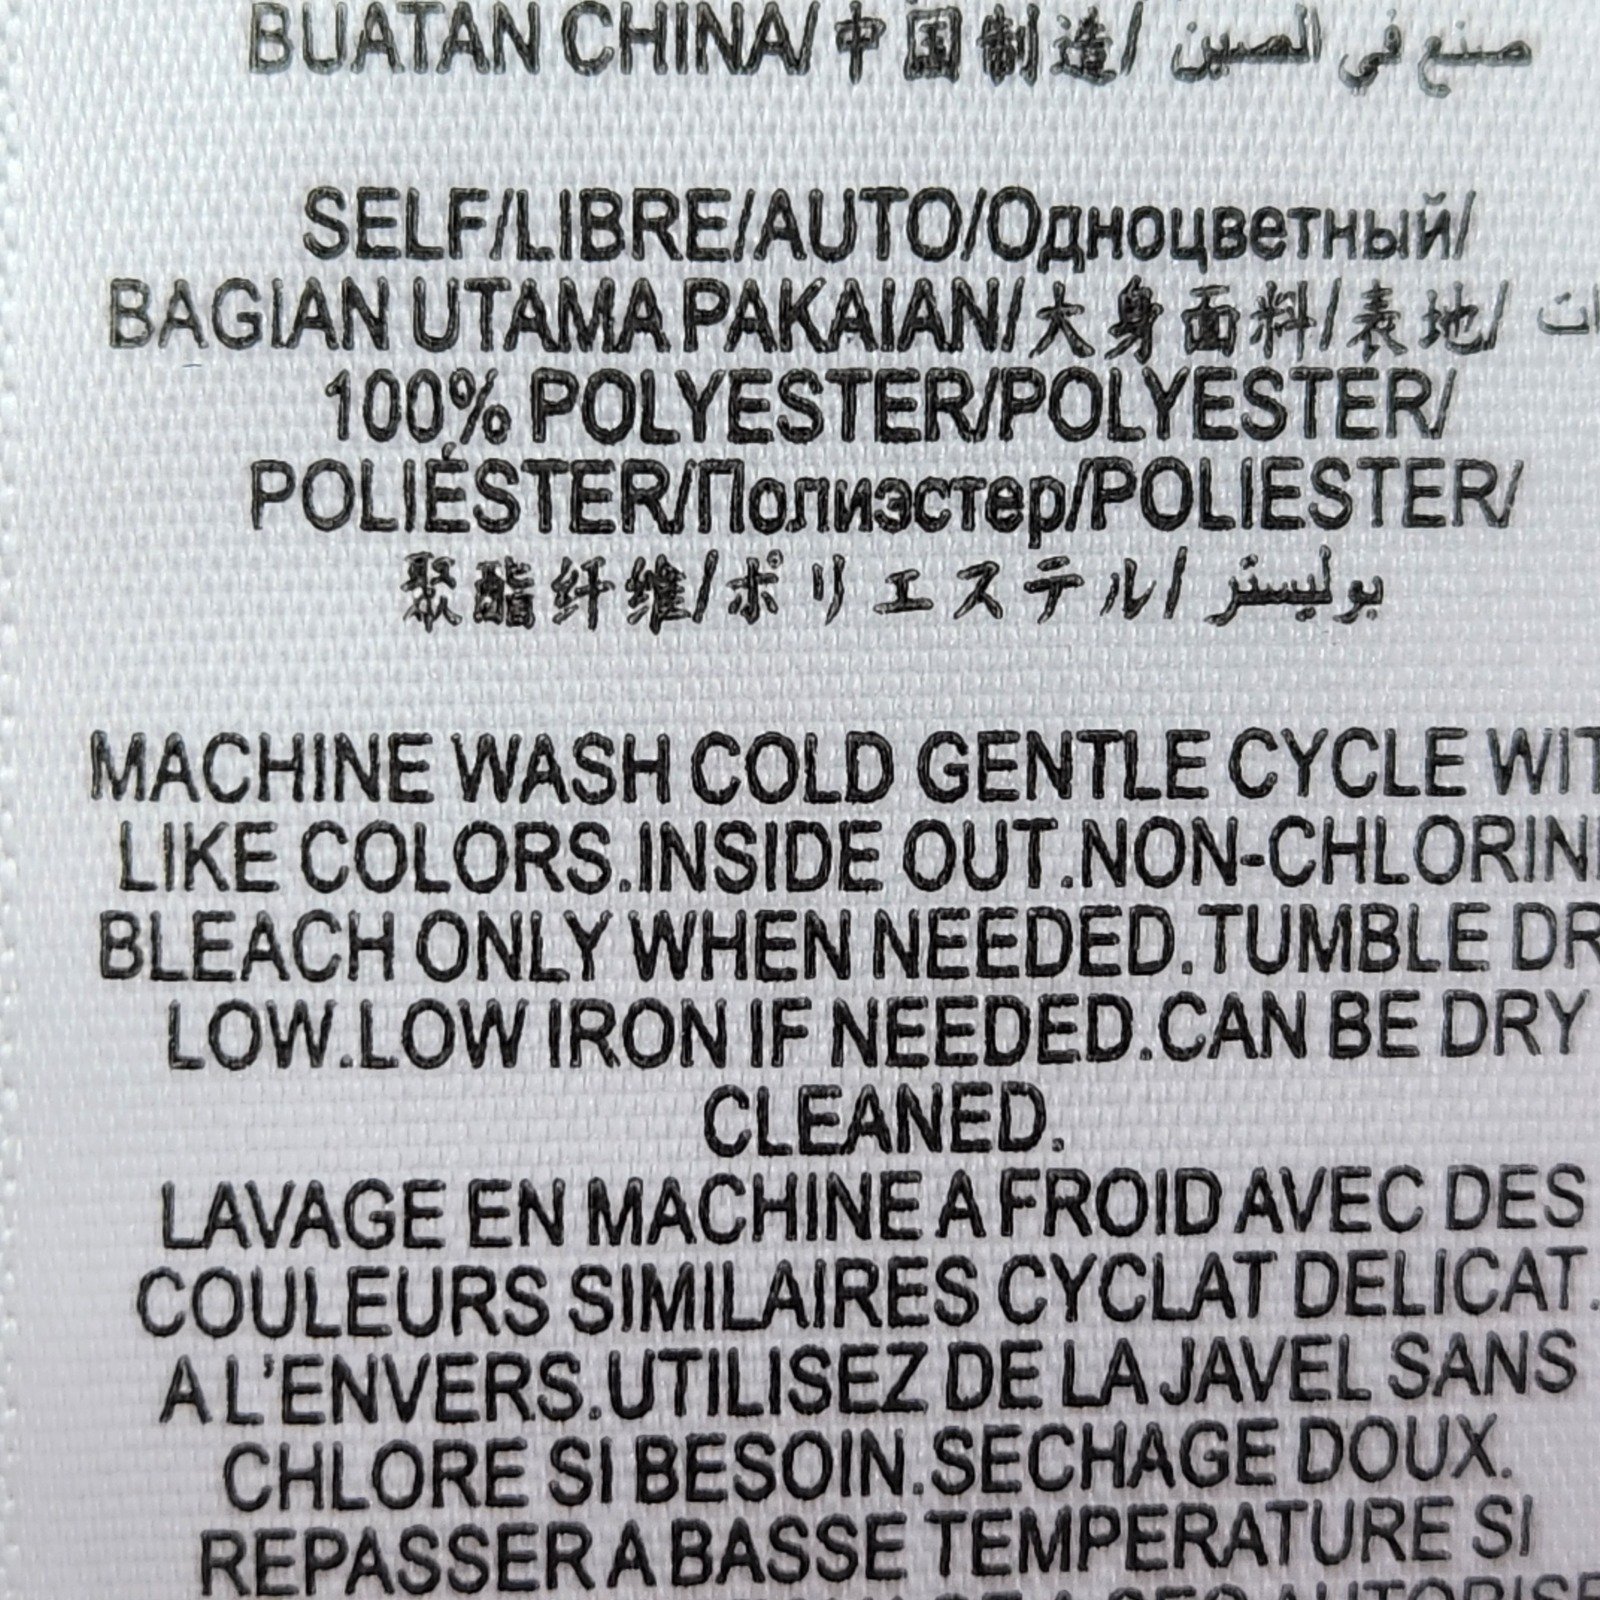 BUATAN CHINA/中国制造/ صنع في الصين
SELF/LIBRE/AUTO/Одноцветный/
BAGIAN UTAMA PAKAIAN/大身面料/表地/
100% POLYESTER/POLYESTER/
POLIÉSTER/Полиэстер/POLIESTER/
聚酯纤维/ポリエステル/ بوليستر
MACHINE WASH COLD GENTLE CYCLE WIT
LIKE COLORS.INSIDE OUT.NON-CHLORIN
BLEACH ONLY WHEN NEEDED.TUMBLE DR
LOW.LOW IRON IF NEEDED.CAN BE DRY
CLEANED.
LAVAGE EN MACHINE A FROID AVEC DES
COULEURS SIMILAIRES CYCLAT DELICAT.
A L'ENVERS.UTILISEZ DE LA JAVEL SANS
CHLORE SI BESOIN.SECHAGE DOUX.
REPASSER A BASSE TEMPERATURE SI